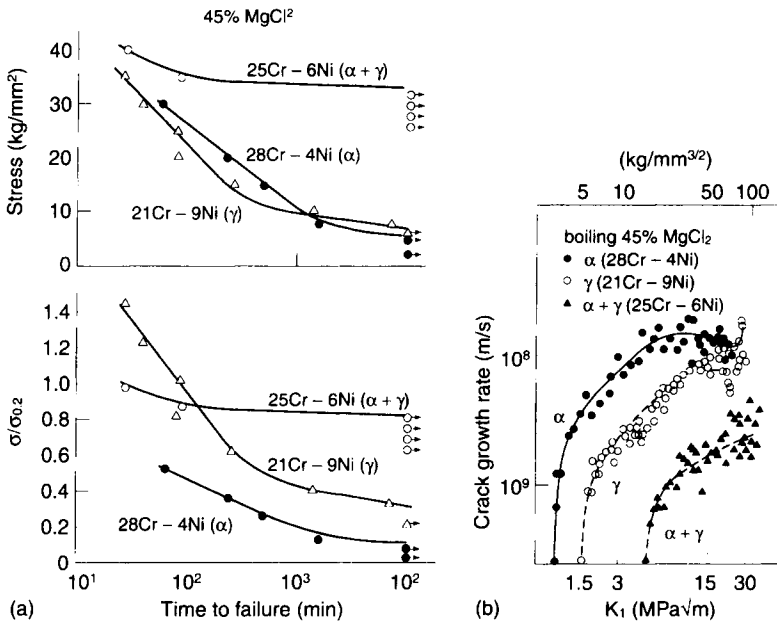 45% MgCl²
Stress (kg/mm²)
40
30
20
10
0
25Cr – 6Ni (α + γ)
28Cr – 4Ni (α)
21Cr – 9Ni (γ)
σ/σ₀.₂
1.4
1.2
1.0
0.8
0.6
0.4
0.2
0
25Cr – 6Ni (α + γ)
21Cr – 9Ni (γ)
28Cr – 4Ni (α)
10¹ 10² 10³ 10²
Time to failure (min)
(a)
(kg/mm³/²)
5 10 50 100
boiling 45% MgCl₂
α (28Cr – 4Ni)
γ (21Cr – 9Ni)
α + γ (25Cr – 6Ni)
Crack growth rate (m/s)
10⁸
10⁹
α
γ
α + γ
1.5 3 15 30
K₁ (MPa√m)
(b)